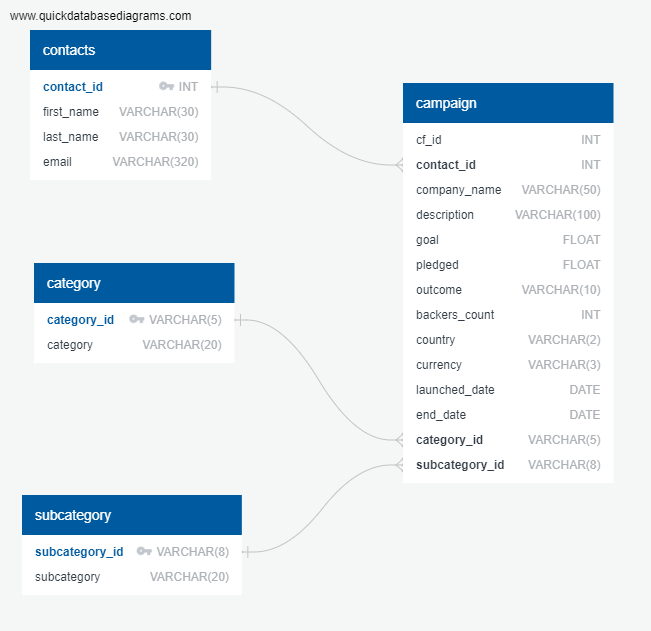 www.quickdatabasediagrams.com
contacts
contact_id INT
first_name VARCHAR(30)
last_name VARCHAR(30)
email VARCHAR(320)
campaign
cf_id INT
contact_id INT
company_name VARCHAR(50)
description VARCHAR(100)
goal FLOAT
pledged FLOAT
outcome VARCHAR(10)
backers_count INT
country VARCHAR(2)
currency VARCHAR(3)
launched_date DATE
end_date DATE
category_id VARCHAR(5)
subcategory_id VARCHAR(8)
category
category_id VARCHAR(5)
category VARCHAR(20)
subcategory
subcategory_id VARCHAR(8)
subcategory VARCHAR(20)